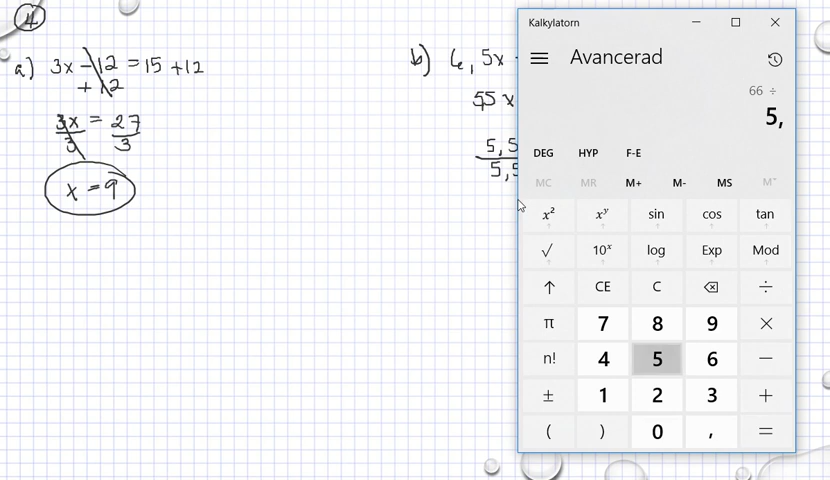 4
a) 3x - 12 = 15 + 12
+ 12
3x = 27
3 3
x = 9
b) 6,5x
5,5x
5,5
5,5
Kalkylatorn
Avancerad
66 ÷
5,
DEG HYP F-E
MC MR M+ M- MS M˅
x² xʸ sin cos tan
√ 10ˣ log Exp Mod
↑ CE C ÷
π 7 8 9 ×
n! 4 5 6 −
± 1 2 3 +
( ) 0 , =